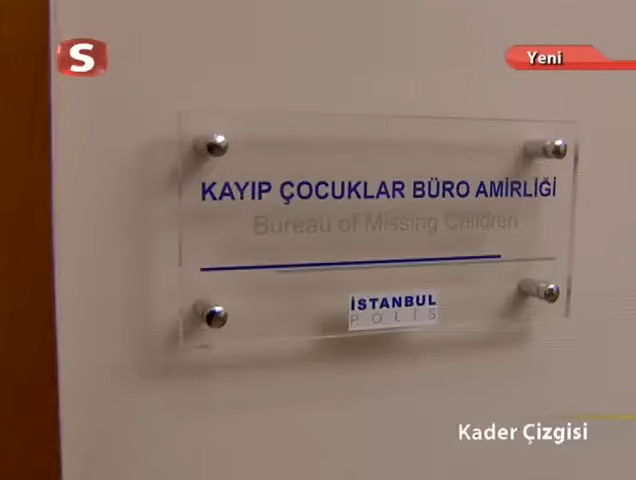 S
Yeni
KAYIP ÇOCUKLAR BÜRO AMİRLİĞİ
Bureau of Missing Children
İSTANBUL
POLİS
Kader Çizgisi